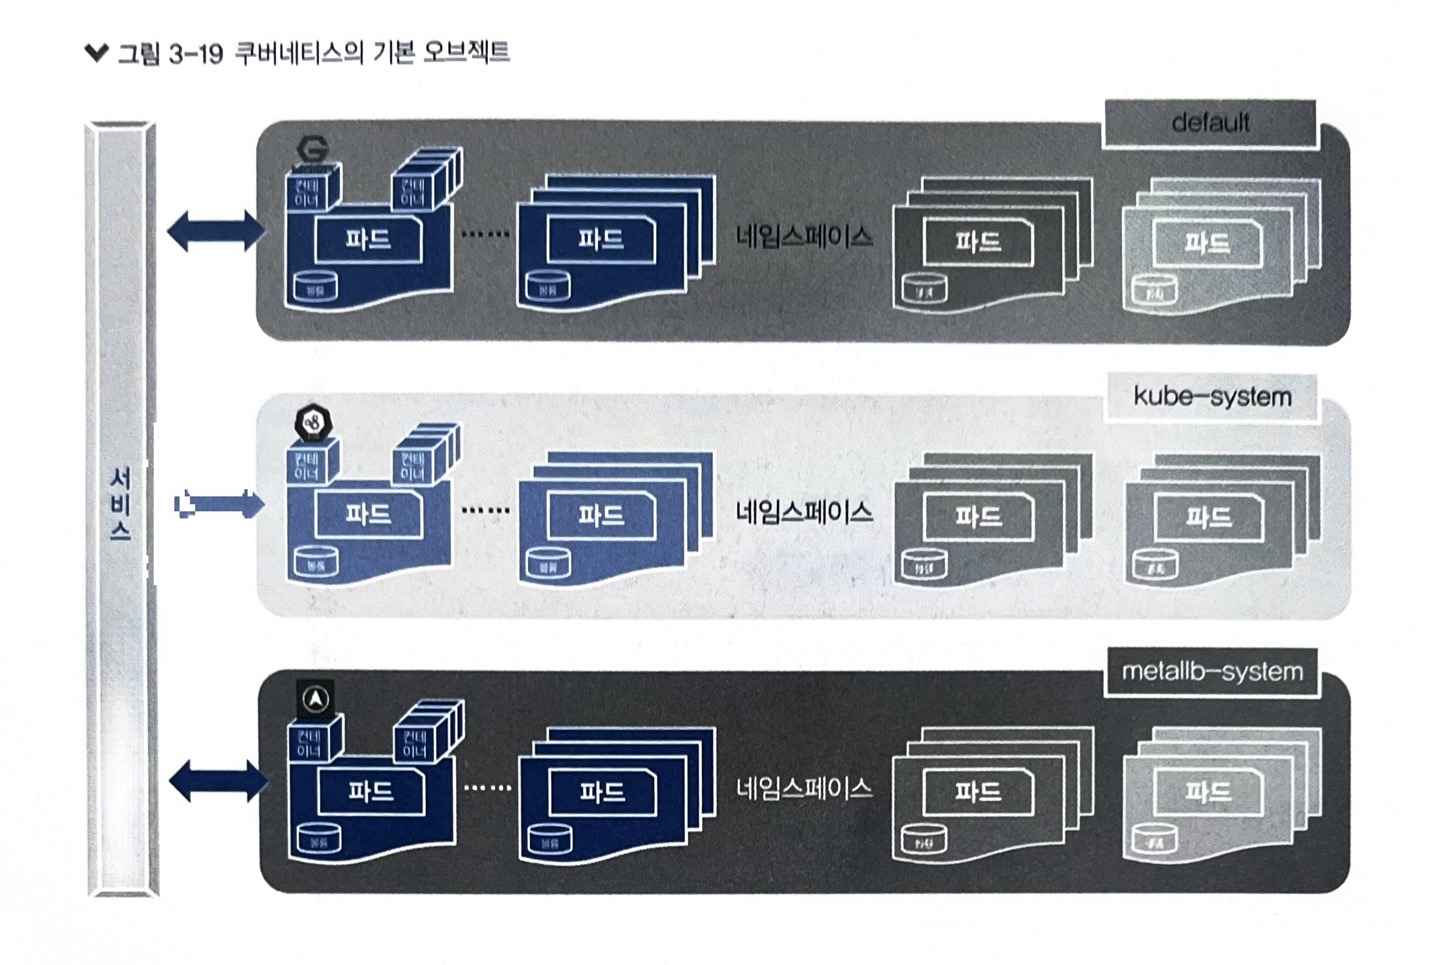 그림 3-19 쿠버네티스의 기본 오브젝트
서비스
default
컨테
이너
컨테
이너
파드
볼륨
......
파드
볼륨
네임스페이스
파드
볼륨
파드
볼륨
kube-system
컨테
이너
컨테
이너
파드
볼륨
......
파드
볼륨
네임스페이스
파드
볼륨
파드
볼륨
metallb-system
컨테
이너
컨테
이너
파드
볼륨
......
파드
볼륨
네임스페이스
파드
볼륨
파드
볼륨